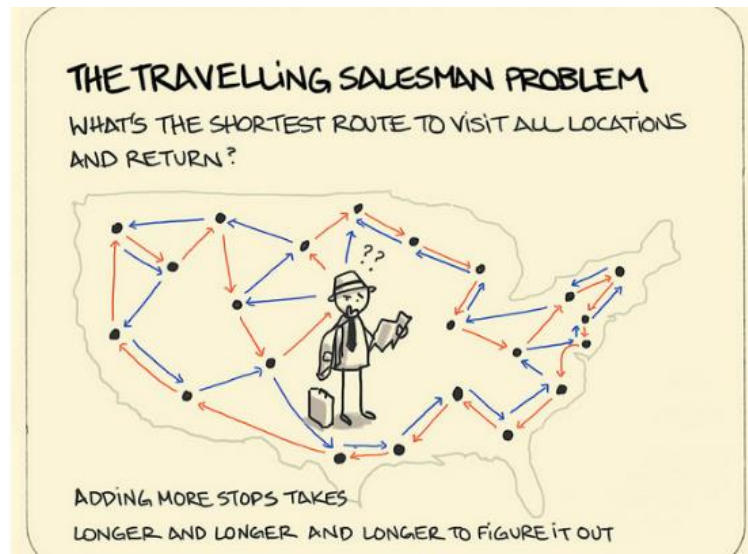 THE TRAVELLING SALESMAN PROBLEM
WHAT'S THE SHORTEST ROUTE TO VISIT ALL LOCATIONS
AND RETURN?
??
ADDING MORE STOPS TAKES
LONGER AND LONGER AND LONGER TO FIGURE IT OUT